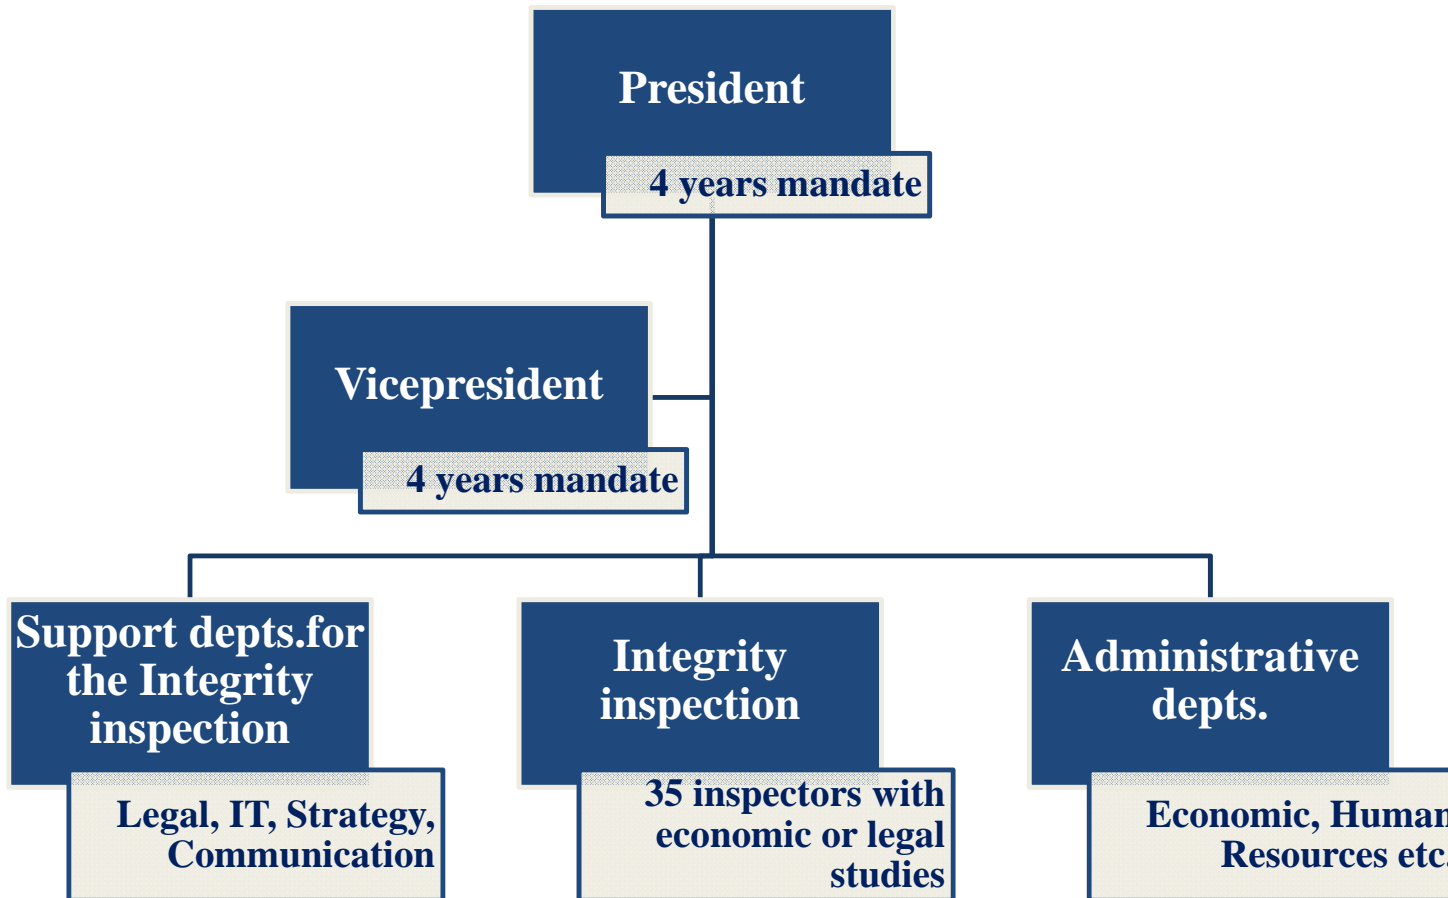 President
4 years mandate
Vicepresident
4 years mandate
Support depts.for
the Integrity
inspection
Legal, IT, Strategy,
Communication
Integrity
inspection
35 inspectors with
economic or legal
studies
Administrative
depts.
Economic, Human
Resources etc.